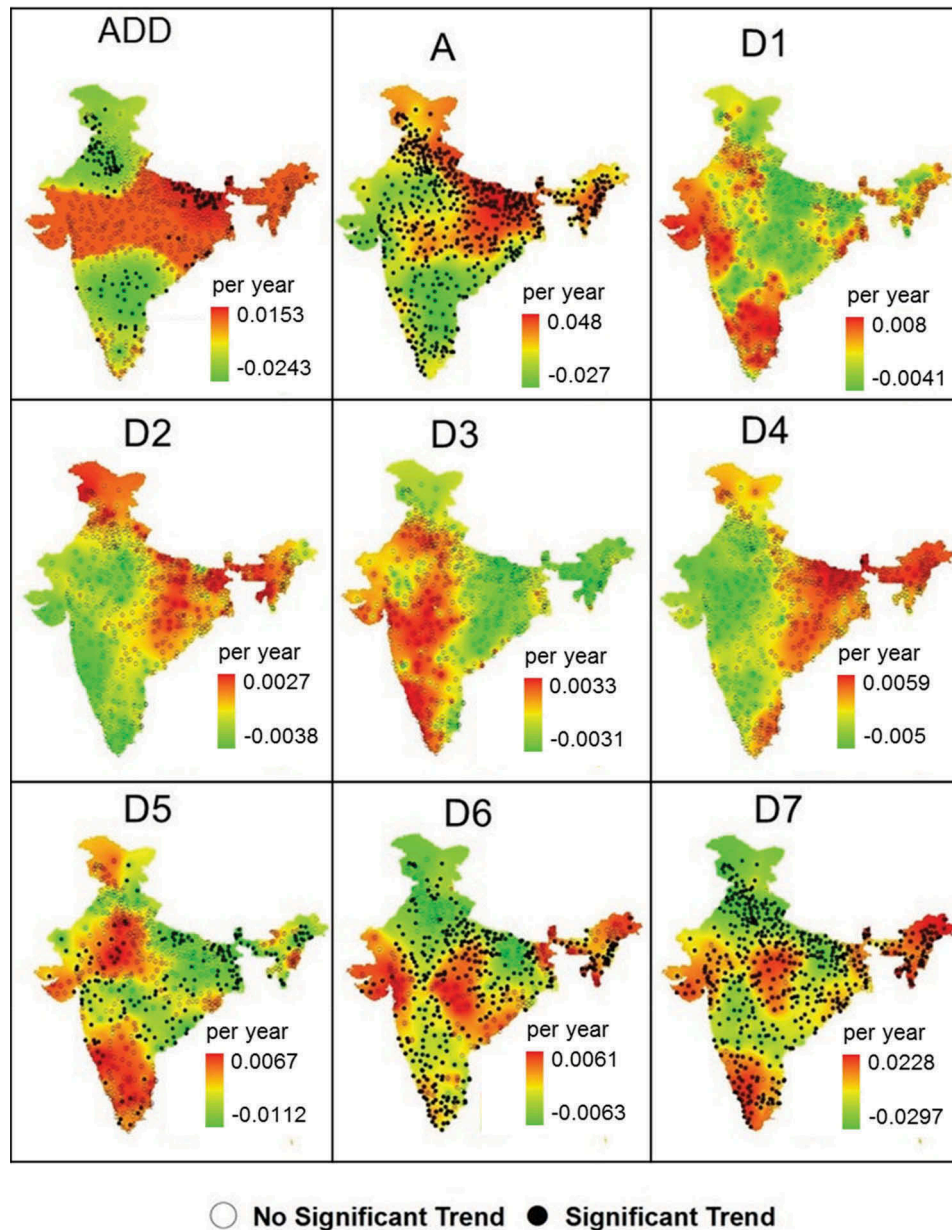 ADD
A
D1
per year
0.0153
-0.0243
per year
0.048
-0.027
per year
0.008
-0.0041
D2
D3
D4
per year
0.0027
-0.0038
per year
0.0033
-0.0031
per year
0.0059
-0.005
D5
D6
D7
per year
0.0067
-0.0112
per year
0.0061
-0.0063
per year
0.0228
-0.0297
No Significant Trend Significant Trend